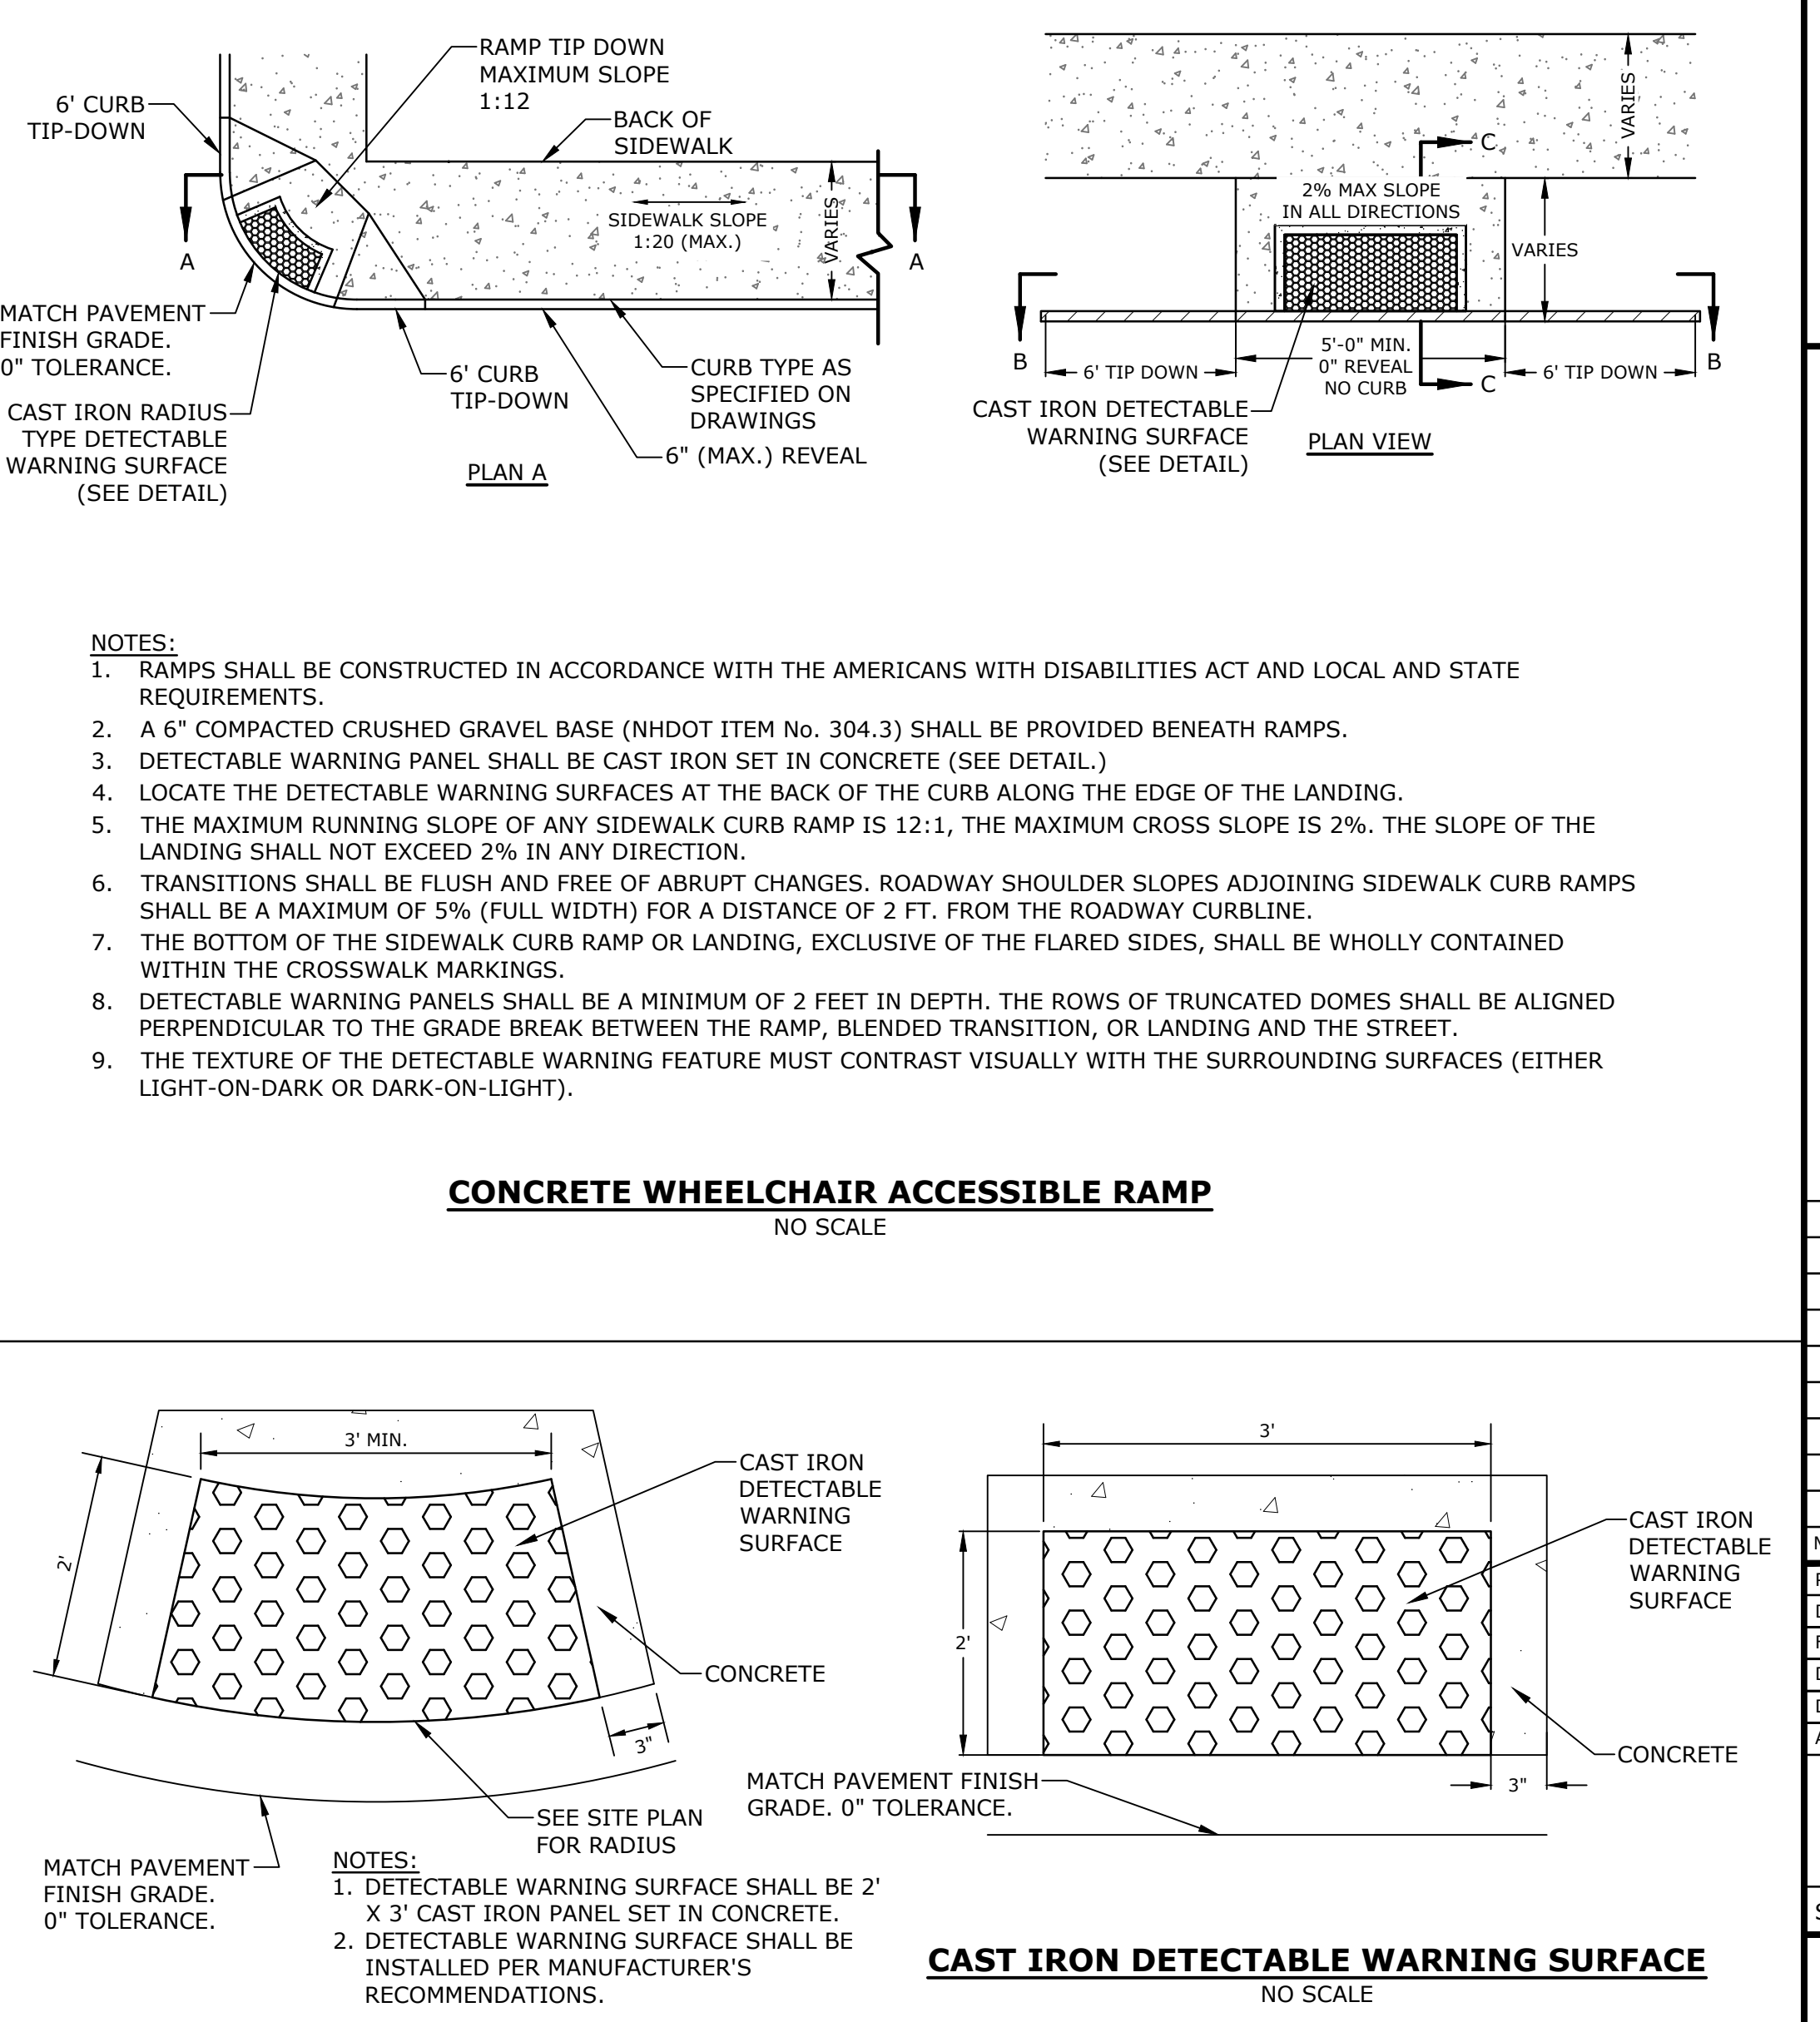 RAMP TIP DOWN
MAXIMUM SLOPE
1:12
6' CURB
TIP-DOWN
BACK OF
SIDEWALK
SIDEWALK SLOPE
1:20 (MAX.)
VARIES
A
A
MATCH PAVEMENT
FINISH GRADE.
0" TOLERANCE.
CAST IRON RADIUS
TYPE DETECTABLE
WARNING SURFACE
(SEE DETAIL)
6' CURB
TIP-DOWN
CURB TYPE AS
SPECIFIED ON
DRAWINGS
6" (MAX.) REVEAL
PLAN A
VARIES
C
2% MAX SLOPE
IN ALL DIRECTIONS
VARIES
B
6' TIP DOWN
5'-0" MIN.
0" REVEAL
NO CURB
C
6' TIP DOWN
B
CAST IRON DETECTABLE
WARNING SURFACE
(SEE DETAIL)
PLAN VIEW
NOTES:
1. RAMPS SHALL BE CONSTRUCTED IN ACCORDANCE WITH THE AMERICANS WITH DISABILITIES ACT AND LOCAL AND STATE
REQUIREMENTS.
2. A 6" COMPACTED CRUSHED GRAVEL BASE (NHDOT ITEM No. 304.3) SHALL BE PROVIDED BENEATH RAMPS.
3. DETECTABLE WARNING PANEL SHALL BE CAST IRON SET IN CONCRETE (SEE DETAIL.)
4. LOCATE THE DETECTABLE WARNING SURFACES AT THE BACK OF THE CURB ALONG THE EDGE OF THE LANDING.
5. THE MAXIMUM RUNNING SLOPE OF ANY SIDEWALK CURB RAMP IS 12:1, THE MAXIMUM CROSS SLOPE IS 2%. THE SLOPE OF THE
LANDING SHALL NOT EXCEED 2% IN ANY DIRECTION.
6. TRANSITIONS SHALL BE FLUSH AND FREE OF ABRUPT CHANGES. ROADWAY SHOULDER SLOPES ADJOINING SIDEWALK CURB RAMPS
SHALL BE A MAXIMUM OF 5% (FULL WIDTH) FOR A DISTANCE OF 2 FT. FROM THE ROADWAY CURBLINE.
7. THE BOTTOM OF THE SIDEWALK CURB RAMP OR LANDING, EXCLUSIVE OF THE FLARED SIDES, SHALL BE WHOLLY CONTAINED
WITHIN THE CROSSWALK MARKINGS.
8. DETECTABLE WARNING PANELS SHALL BE A MINIMUM OF 2 FEET IN DEPTH. THE ROWS OF TRUNCATED DOMES SHALL BE ALIGNED
PERPENDICULAR TO THE GRADE BREAK BETWEEN THE RAMP, BLENDED TRANSITION, OR LANDING AND THE STREET.
9. THE TEXTURE OF THE DETECTABLE WARNING FEATURE MUST CONTRAST VISUALLY WITH THE SURROUNDING SURFACES (EITHER
LIGHT-ON-DARK OR DARK-ON-LIGHT).
CONCRETE WHEELCHAIR ACCESSIBLE RAMP
NO SCALE
3' MIN.
2'
CAST IRON
DETECTABLE
WARNING
SURFACE
CONCRETE
3"
SEE SITE PLAN
FOR RADIUS
MATCH PAVEMENT
FINISH GRADE.
0" TOLERANCE.
NOTES:
1. DETECTABLE WARNING SURFACE SHALL BE 2'
X 3' CAST IRON PANEL SET IN CONCRETE.
2. DETECTABLE WARNING SURFACE SHALL BE
INSTALLED PER MANUFACTURER'S
RECOMMENDATIONS.
3'
2'
CAST IRON
DETECTABLE
WARNING
SURFACE
CONCRETE
3"
MATCH PAVEMENT FINISH
GRADE. 0" TOLERANCE.
CAST IRON DETECTABLE WARNING SURFACE
NO SCALE